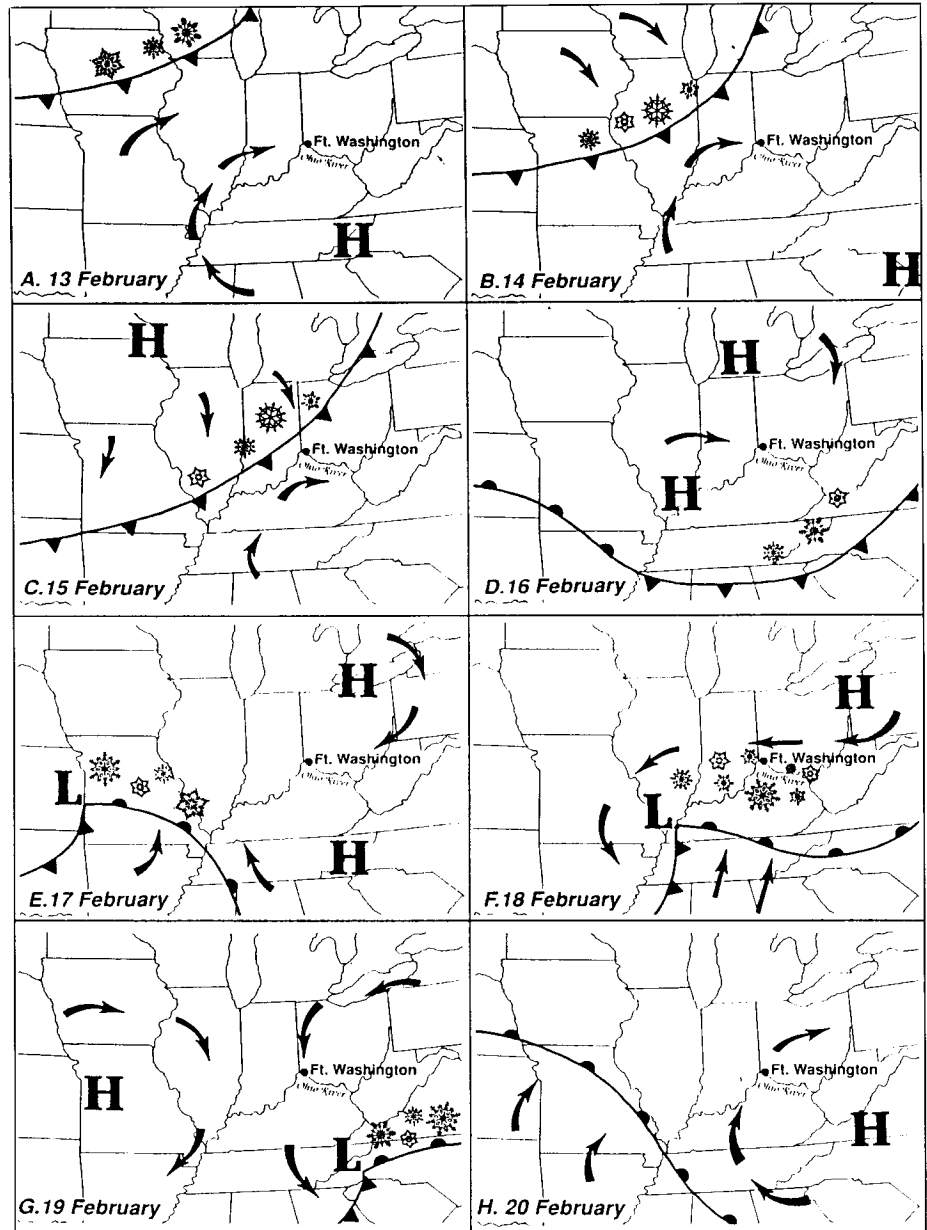 Ft. Washington
Ohio River
H
A. 13 February
Ft. Washington
Ohio River
H
B.14 February
H
Ft. Washington
Ohio River
C.15 February
H
Ft. Washington
H
Ohio River
D.16 February
H
Ft. Washington
Ohio River
L
H
E.17 February
H
Ft. Washington
Ohio River
L
F.18 February
Ft. Washington
H
Ohio River
L
G.19 February
Ft. Washington
Ohio River
H
H. 20 February